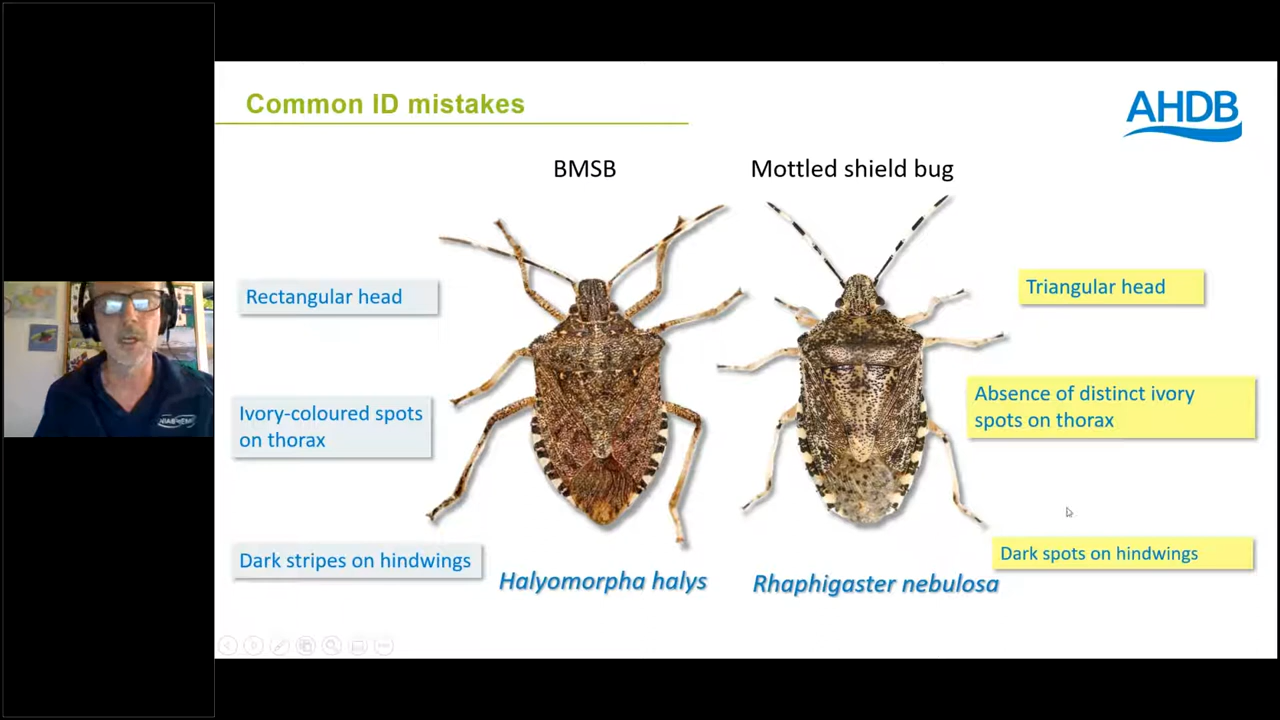 Common ID mistakes
AHDB
BMSB
Mottled shield bug
Rectangular head
Triangular head
Ivory-coloured spots
on thorax
Absence of distinct ivory
spots on thorax
Dark stripes on hindwings
Dark spots on hindwings
Halyomorpha halys
Rhaphigaster nebulosa